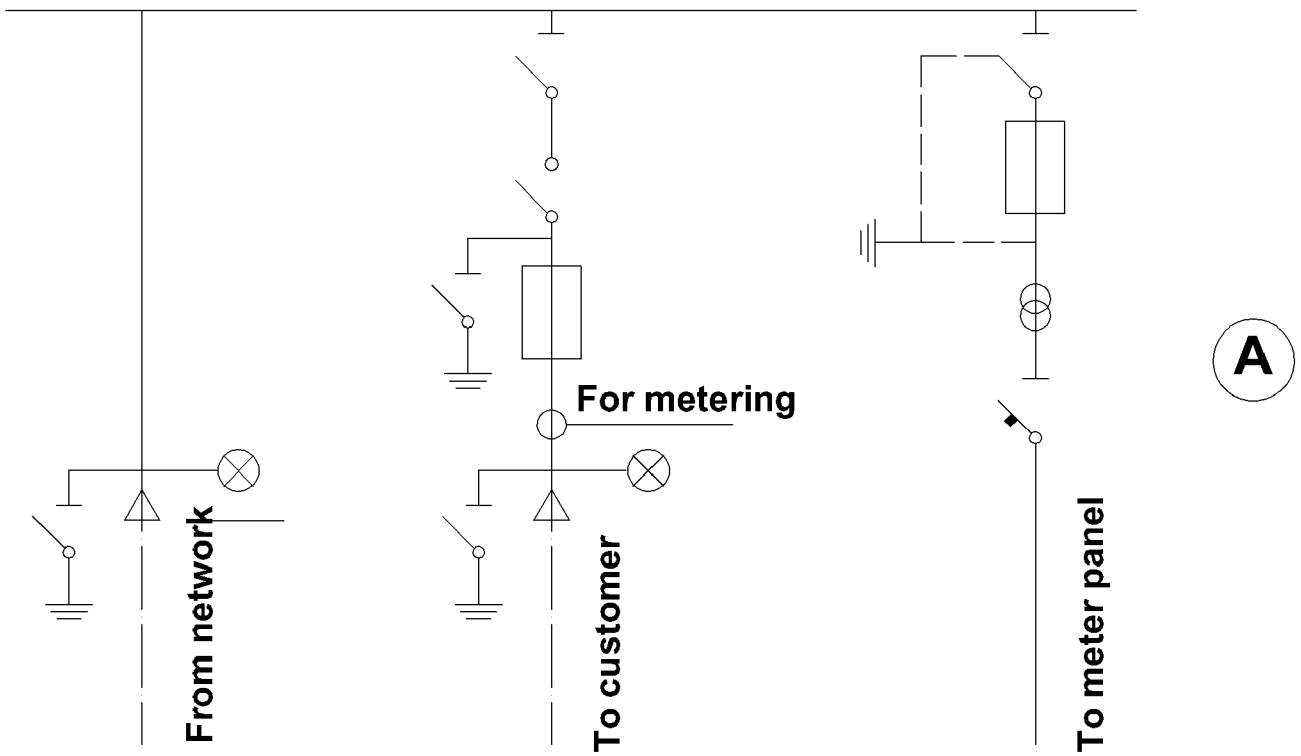 For metering
A
From network
To customer
To meter panel